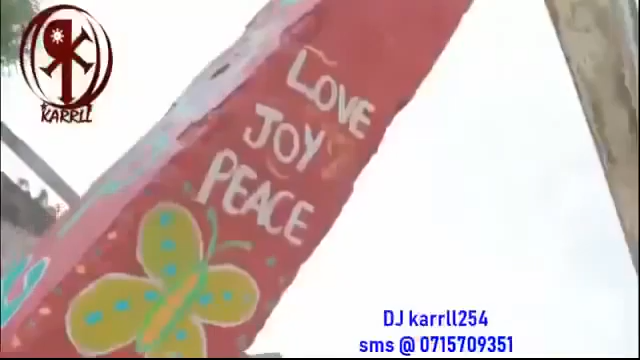 KARRLL
LOVE
JOY
PEACE
DJ karrll254
sms @ 0715709351